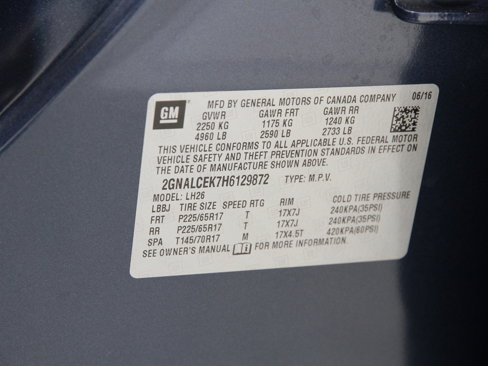 GM
MFD BY GENERAL MOTORS OF CANADA COMPANY 06/16
GVWR GAWR FRT GAWR RR
2250 KG 1175 KG 1240 KG
4960 LB 2590 LB 2733 LB
THIS VEHICLE CONFORMS TO ALL APPLICABLE U.S. FEDERAL MOTOR
VEHICLE SAFETY AND THEFT PREVENTION STANDARDS IN EFFECT ON
THE DATE OF MANUFACTURE SHOWN ABOVE.
2GNALCEK7H6129872 TYPE: M.P.V.
MODEL: LH26
LBBJ TIRE SIZE SPEED RTG RIM COLD TIRE PRESSURE
FRT P225/65R17 T 17X7J 240KPA(35PSI)
RR P225/65R17 T 17X7J 240KPA(35PSI)
SPA T145/70R17 M 17X4.5T 420KPA(60PSI)
SEE OWNER'S MANUAL FOR MORE INFORMATION.